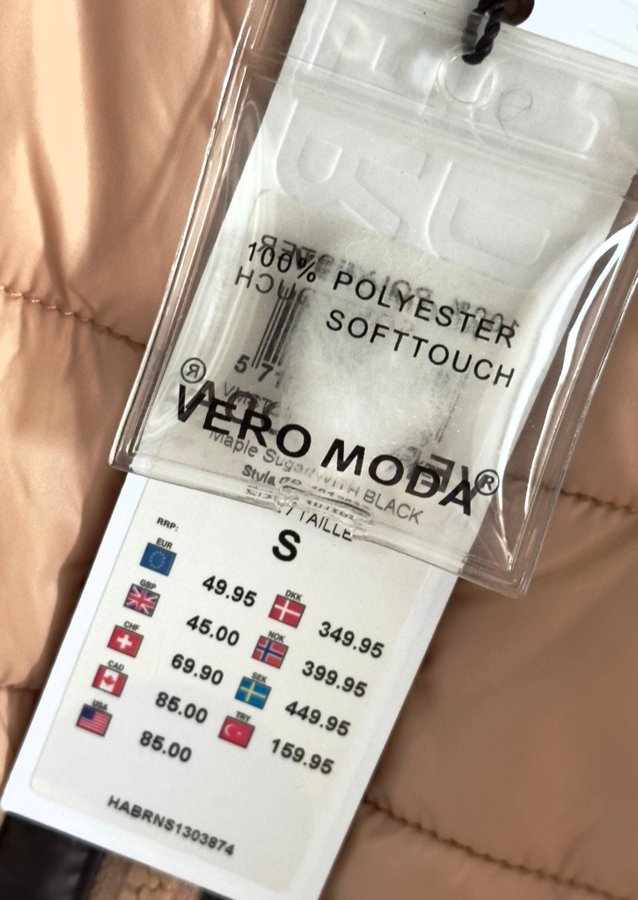 100% POLYESTER
SOFTTOUCH
®
VERO MODA®
Maple Sugar/WITH BLACK
TAILLE
S
RRP:
EUR
49.95
GBP
45.00
CHF
69.90
CAD
85.00
USA
85.00
DKK
349.95
NOK
399.95
SEK
449.95
TRY
159.95
HABRNS1303874